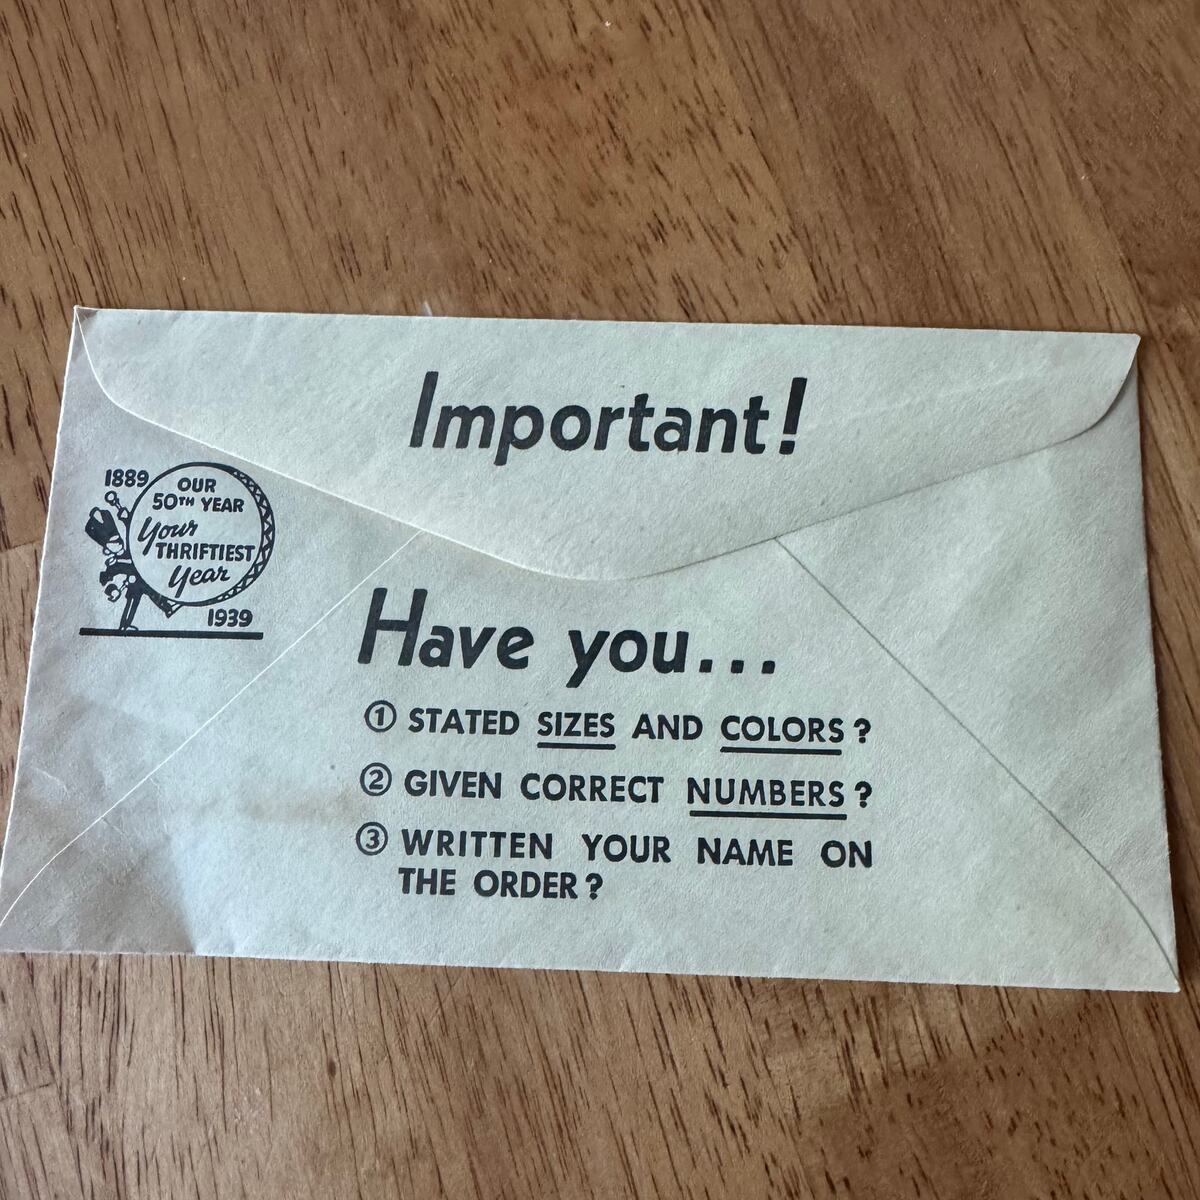 Important!
1889
OUR
50TH YEAR
Your
THRIFTIEST
Year
1939
Have you...
① STATED SIZES AND COLORS?
② GIVEN CORRECT NUMBERS?
③ WRITTEN YOUR NAME ON
THE ORDER?